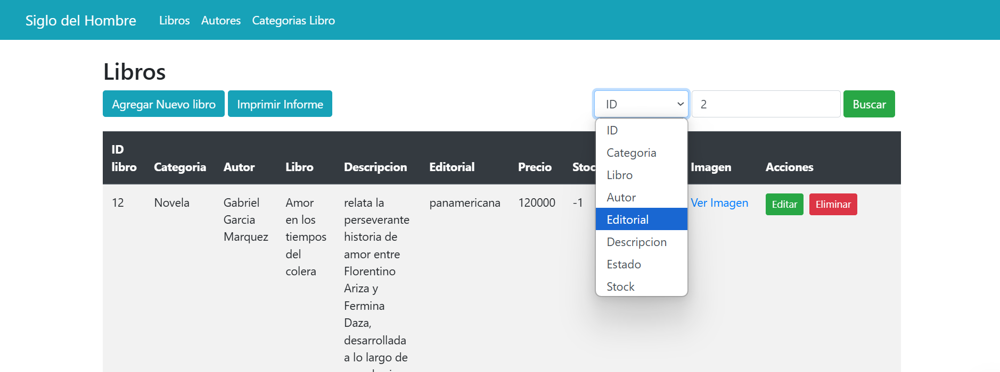 Siglo del Hombre Libros Autores Categorias Libro
Libros
Agregar Nuevo libro Imprimir Informe ID 2 Buscar
ID
Categoria
Libro
Autor
Editorial
Descripcion
Estado
Stock
ID
libro Categoria Autor Libro Descripcion Editorial Precio Stoc Imagen Acciones
12 Novela Gabriel Amor relata la panamericana 120000 -1 Ver Imagen Editar Eliminar
Garcia en los perseverante
Marquez tiempos historia de
del amor entre
colera Florentino
Ariza y
Fermina
Daza,
desarrollada
a lo largo de